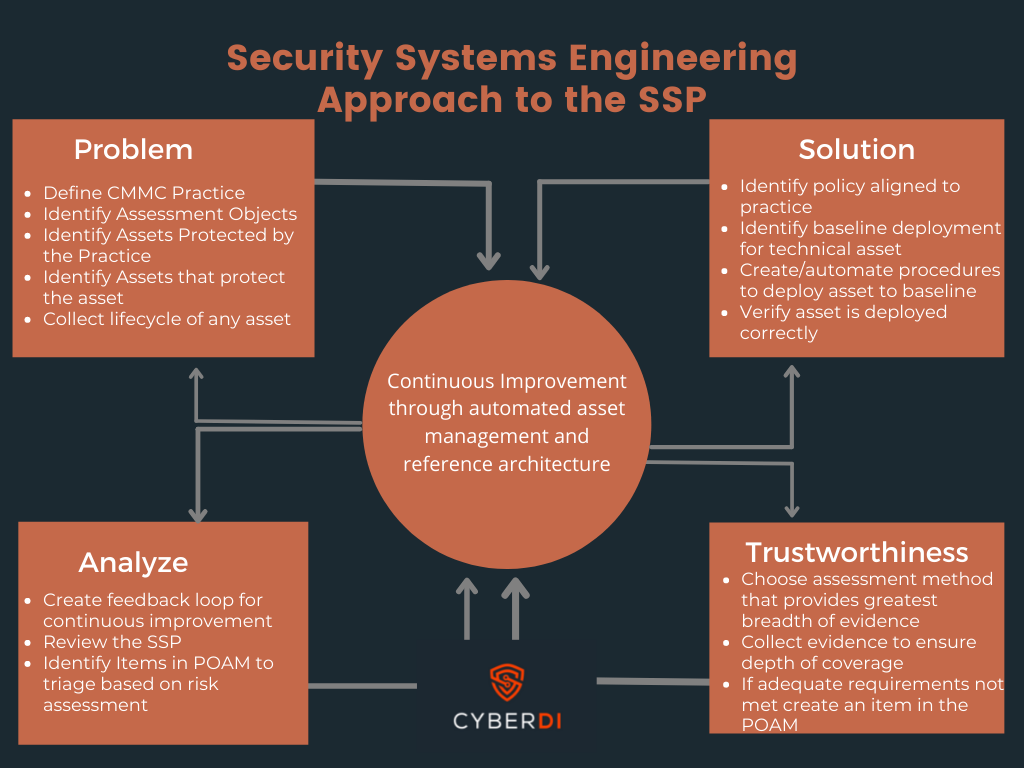 Security Systems Engineering
Approach to the SSP
Problem
• Define CMMC Practice
• Identify Assessment Objects
• Identify Assets Protected by
the Practice
• Identify Assets that protect
the asset
• Collect lifecycle of any asset
Solution
• Identify policy aligned to
practice
• Identify baseline deployment
for technical asset
• Create/automate procedures
to deploy asset to baseline
• Verify asset is deployed
correctly
Continuous Improvement
through automated asset
management and
reference architecture
Analyze
• Create feedback loop for
continuous improvement
• Review the SSP
• Identify Items in POAM to
triage based on risk
assessment
Trustworthiness
• Choose assessment method
that provides greatest
breadth of evidence
• Collect evidence to ensure
depth of coverage
• If adequate requirements not
met create an item in the
POAM
CYBERDI